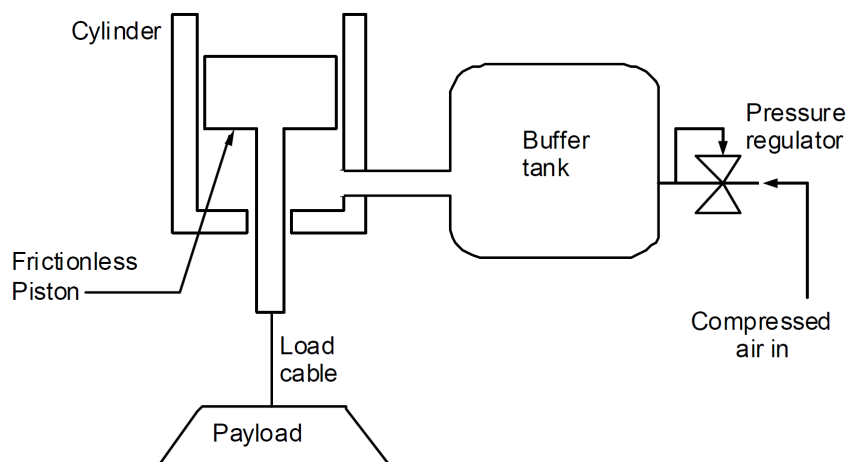 Cylinder
Buffer
tank
Pressure
regulator
Frictionless
Piston
Load
cable
Compressed
air in
Payload